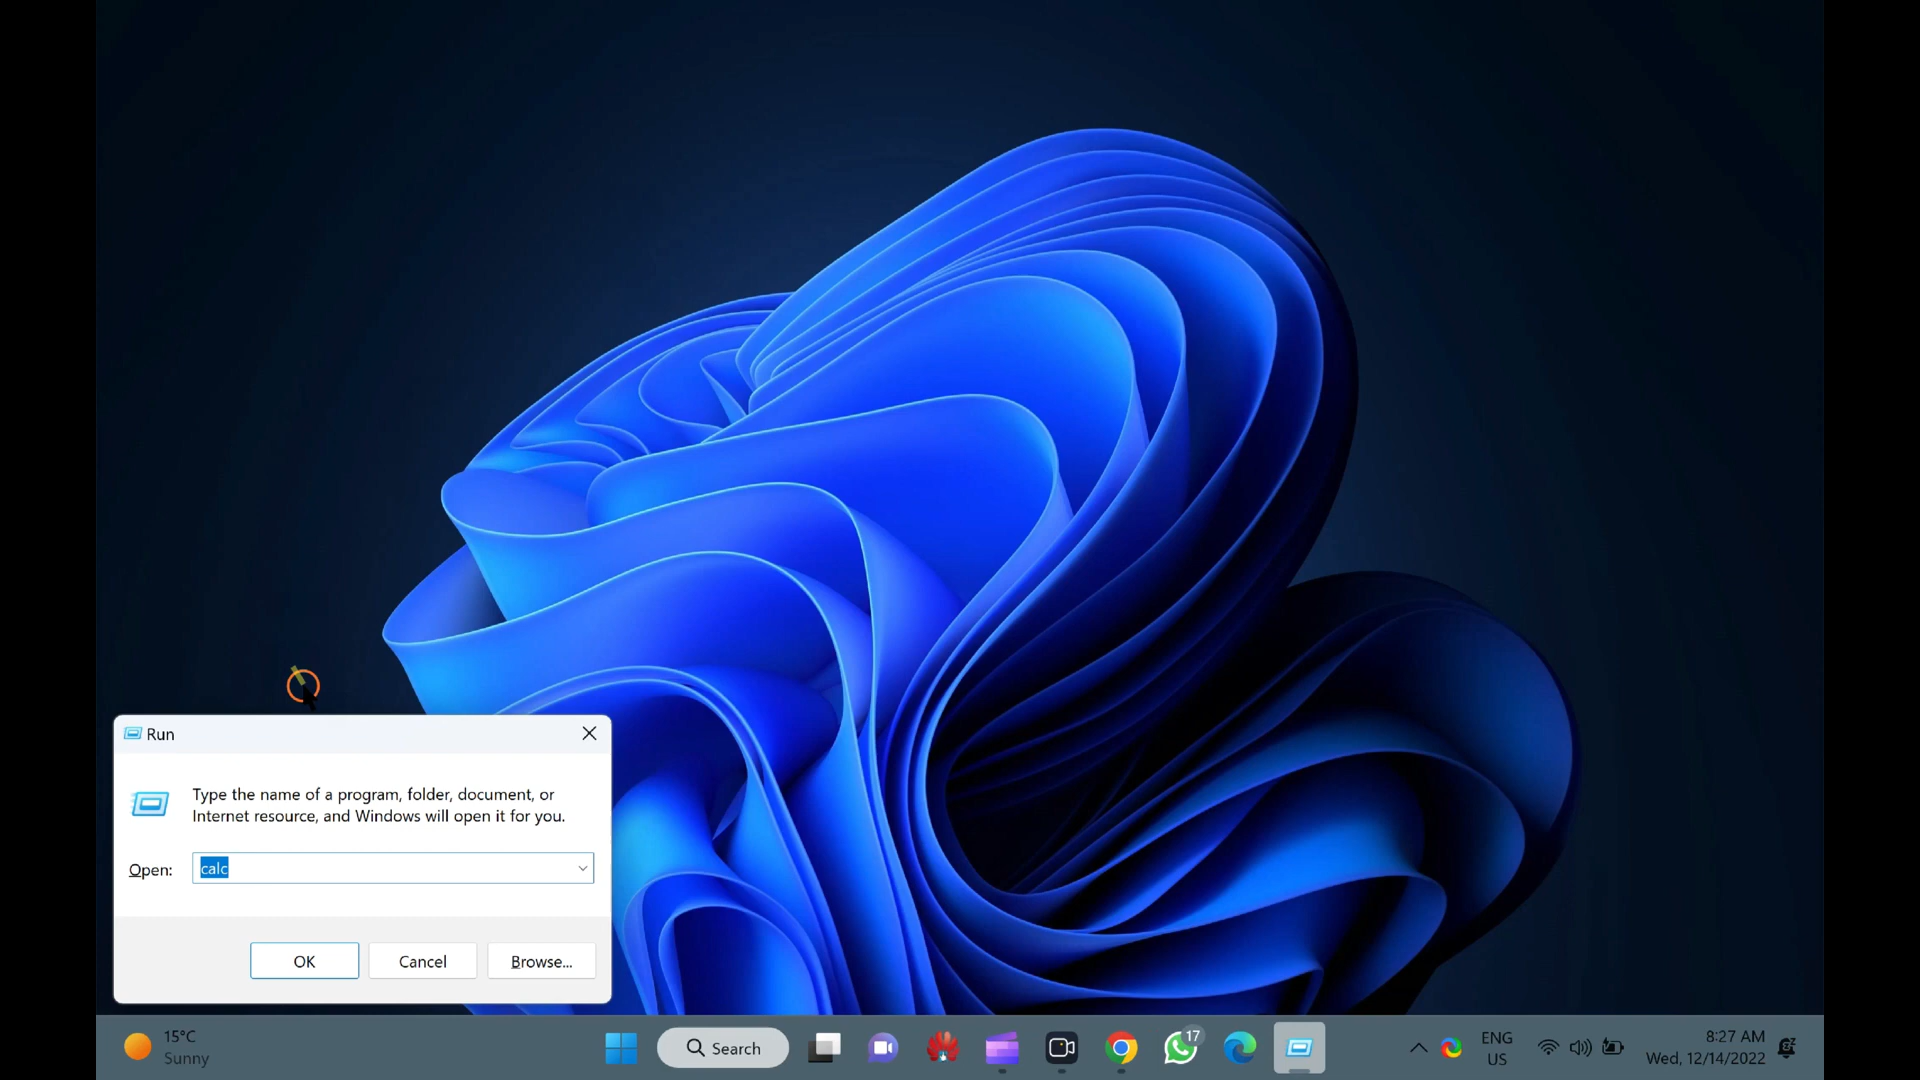 Run
Type the name of a program, folder, document, or
Internet resource, and Windows will open it for you.
Open:
calc
OK
Cancel
Browse...
15°C
Sunny
Search
17
ENG
US
8:27 AM
Wed, 12/14/2022